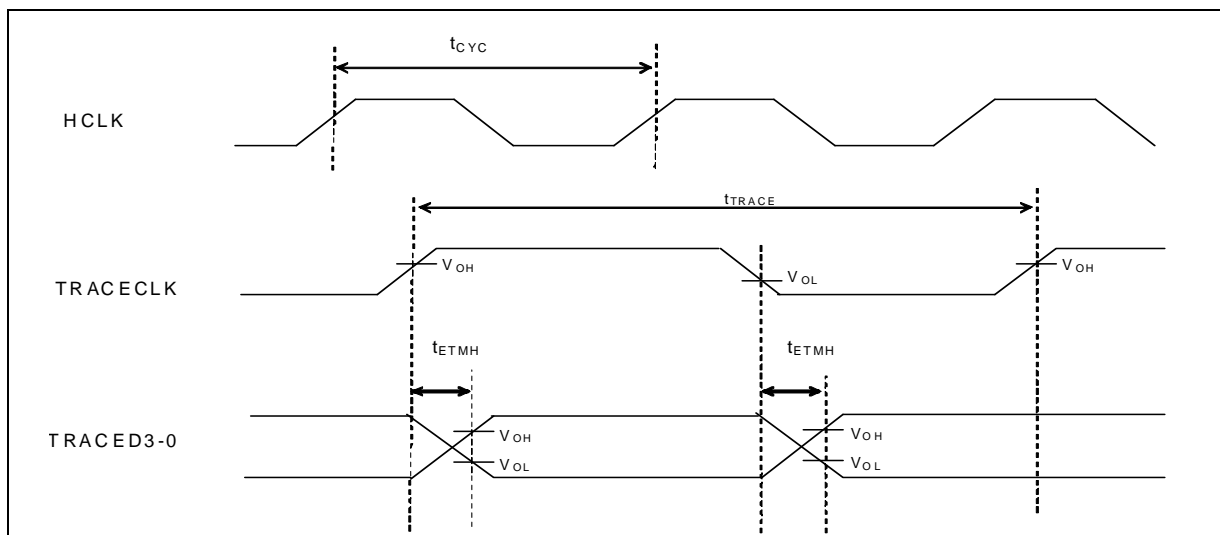 tCYC
HCLK
tTRACE
VOH
VOL
VOH
TRACECLK
tETMH
tETMH
TRACED3-0
VOH
VOH
VOL
VOL